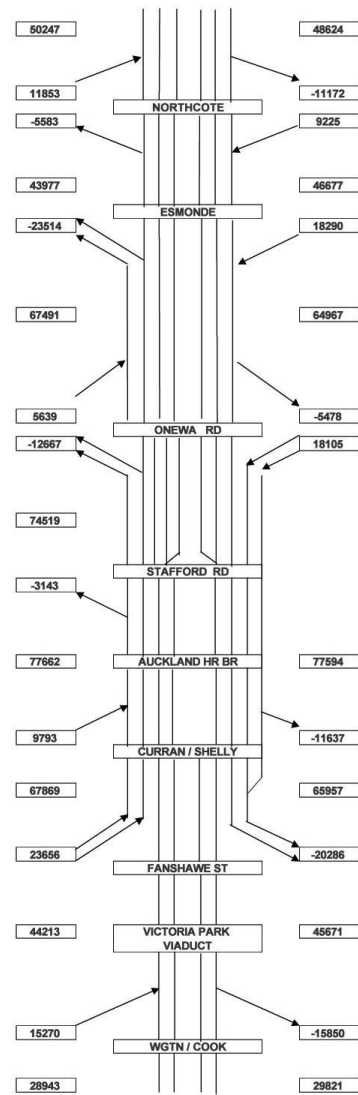 50247 48624
11853 -11172
NORTHCOTE
-5583 9225
43977 46677
ESMONDE
-23514 18290
67491 64967
5639 -5478
ONEWA RD
-12667 18105
74519
STAFFORD RD
-3143
77662 AUCKLAND HR BR 77594
9793 -11637
CURRAN / SHELLY
67869 65957
23656 -20286
FANSHAWE ST
44213 VICTORIA PARK 45671
VIADUCT
15270 -15850
WGTN / COOK
28943 29821